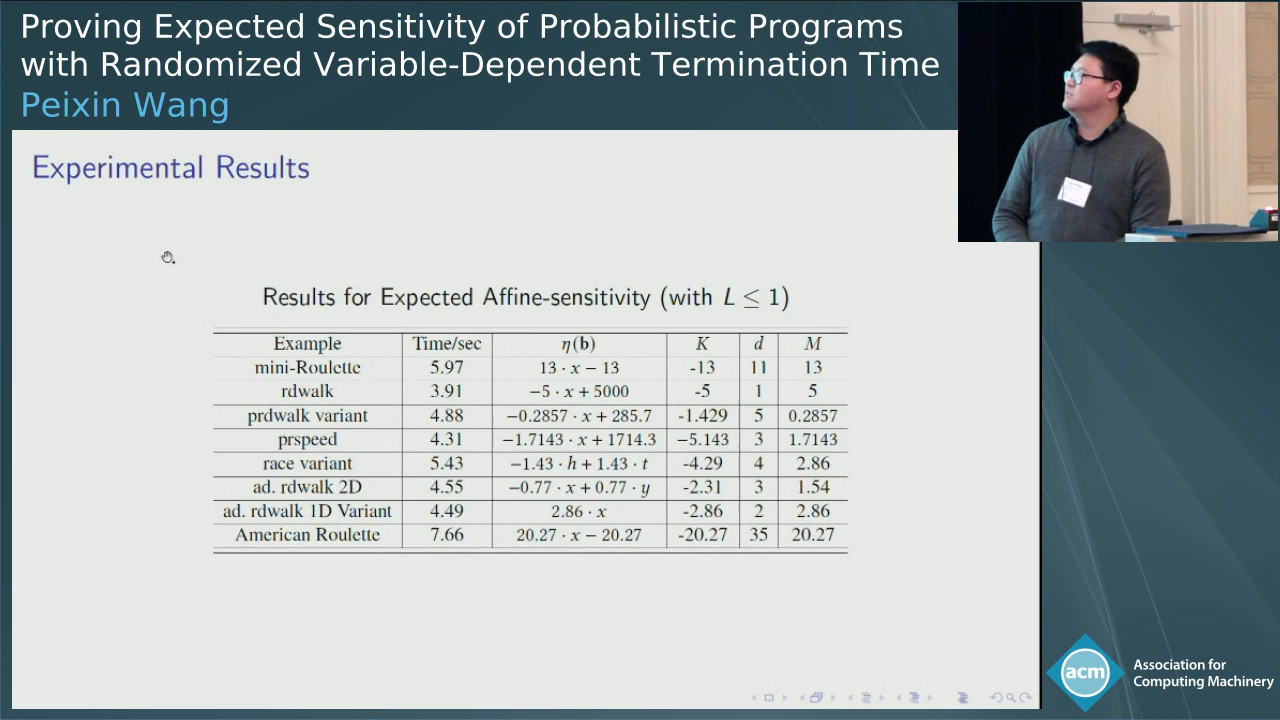 Proving Expected Sensitivity of Probabilistic Programs
with Randomized Variable-Dependent Termination Time
Peixin Wang
Experimental Results
Results for Expected Affine-sensitivity (with L ≤ 1)
Example Time/sec η(b) K d M
mini-Roulette 5.97 13 · x − 13 -13 11 13
rdwalk 3.91 −5 · x + 5000 -5 1 5
prdwalk variant 4.88 −0.2857 · x + 285.7 -1.429 5 0.2857
prspeed 4.31 −1.7143 · x + 1714.3 −5.143 3 1.7143
race variant 5.43 −1.43 · h + 1.43 · t -4.29 4 2.86
ad. rdwalk 2D 4.55 −0.77 · x + 0.77 · y -2.31 3 1.54
ad. rdwalk 1D Variant 4.49 2.86 · x -2.86 2 2.86
American Roulette 7.66 20.27 · x − 20.27 -20.27 35 20.27
acm
Association for
Computing Machinery